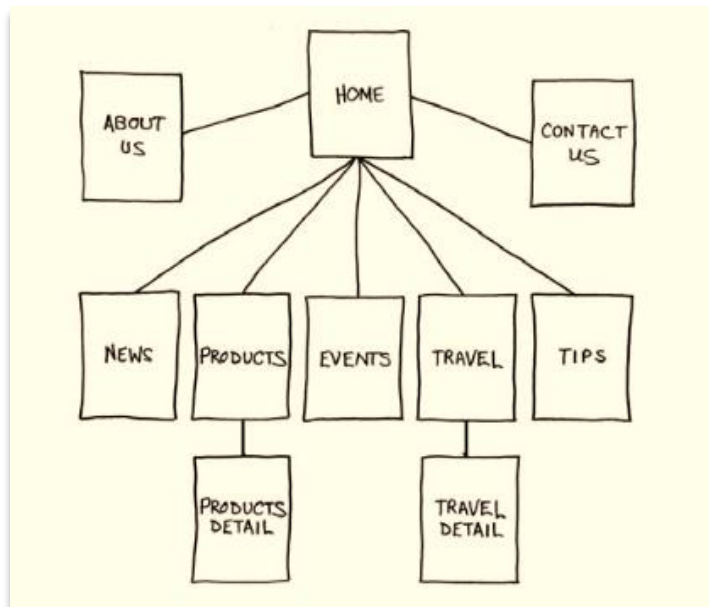 HOME
ABOUT
US
CONTACT
US
NEWS
PRODUCTS
EVENTS
TRAVEL
TIPS
PRODUCTS
DETAIL
TRAVEL
DETAIL